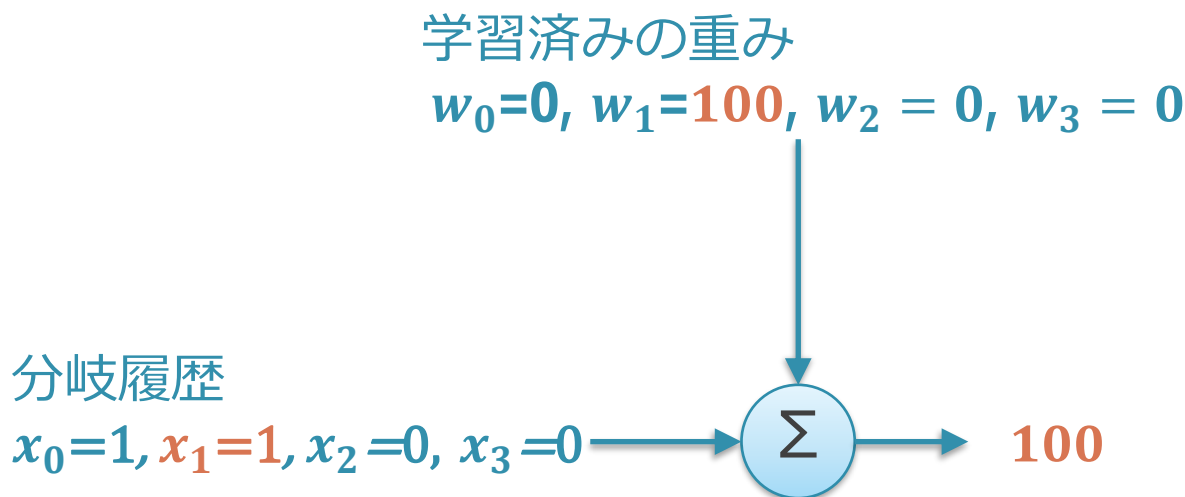 学習済みの重み
w₀=0, w₁=100, w₂ = 0, w₃ = 0
分岐履歴
x₀=1, x₁=1, x₂=0, x₃=0
Σ
100